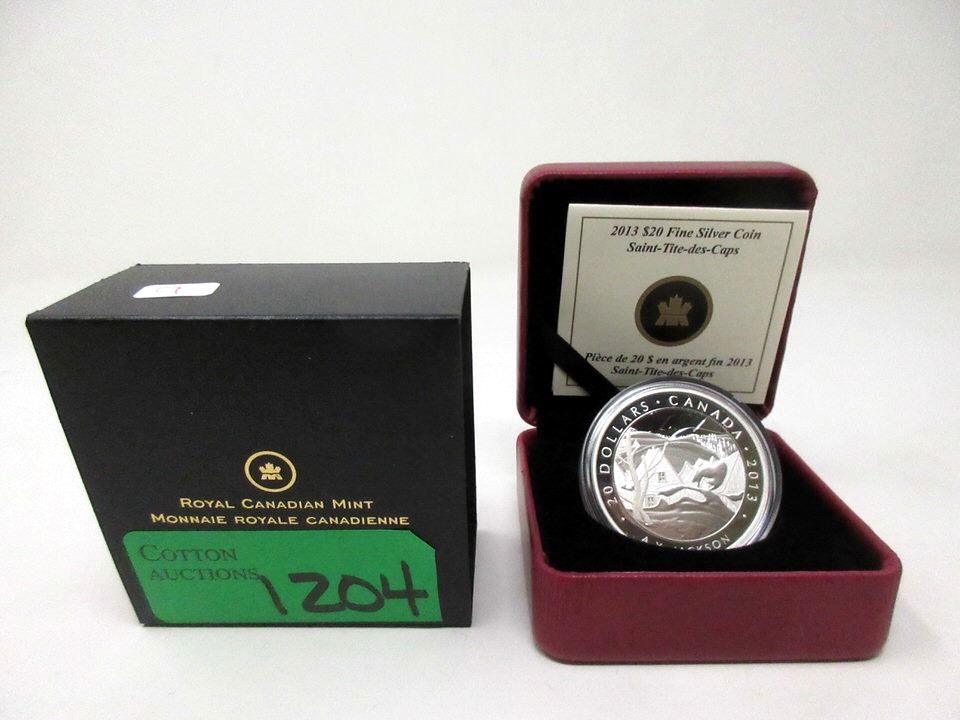 ROYAL CANADIAN MINT
MONNAIE ROYALE CANADIENNE
COTTON
AUCTIONS
1204
2013 $20 Fine Silver Coin
Saint-Tite-des-Caps
Pièce de 20 $ en argent fin 2013
Saint-Tite-des-Caps
20 DOLLARS • CANADA • 2013 •
A.Y. JACKSON